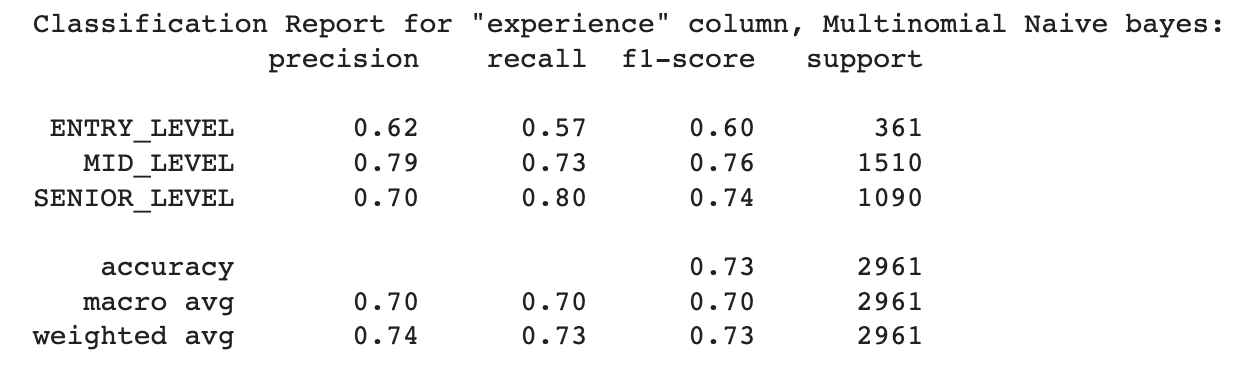 Classification Report for "experience" column, Multinomial Naive bayes:
precision recall f1-score support
ENTRY_LEVEL 0.62 0.57 0.60 361
MID_LEVEL 0.79 0.73 0.76 1510
SENIOR_LEVEL 0.70 0.80 0.74 1090
accuracy 0.73 2961
macro avg 0.70 0.70 0.70 2961
weighted avg 0.74 0.73 0.73 2961